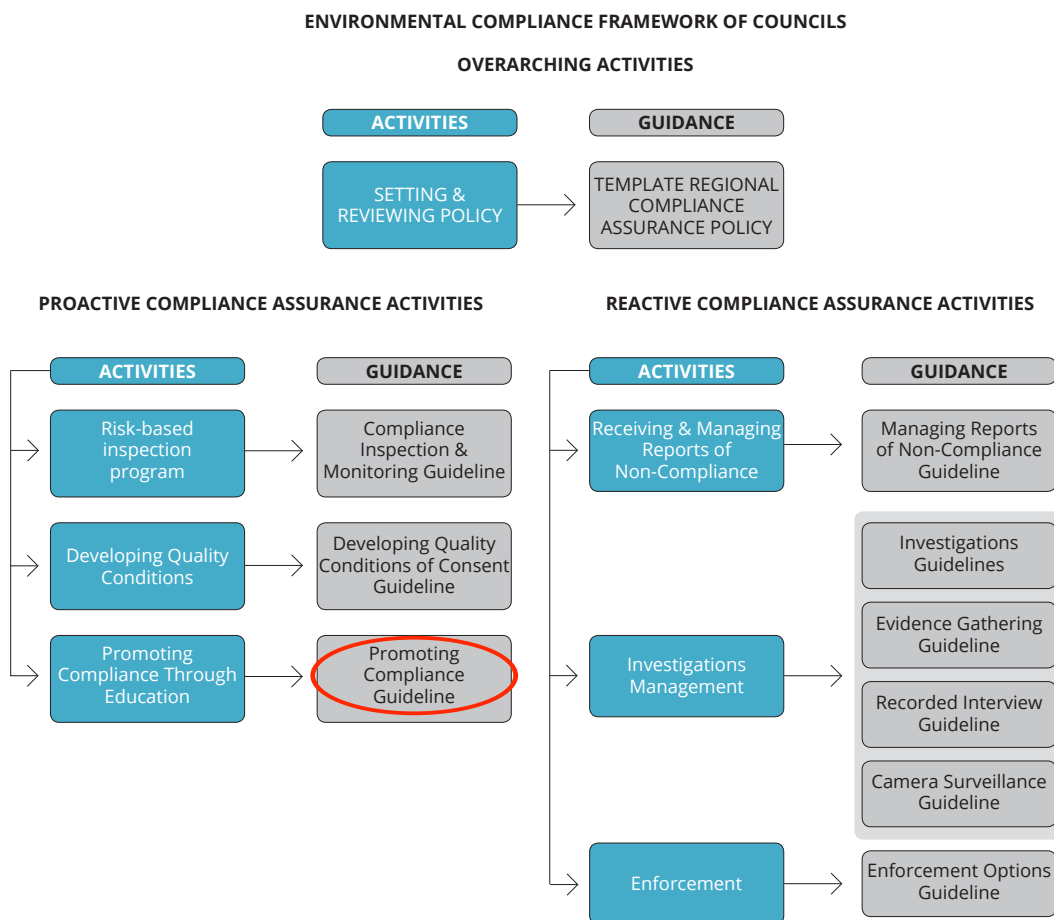 ENVIRONMENTAL COMPLIANCE FRAMEWORK OF COUNCILS
OVERARCHING ACTIVITIES
ACTIVITIES
GUIDANCE
SETTING &
REVIEWING POLICY
TEMPLATE REGIONAL
COMPLIANCE
ASSURANCE POLICY
PROACTIVE COMPLIANCE ASSURANCE ACTIVITIES
ACTIVITIES
GUIDANCE
Risk-based
inspection
program
Compliance
Inspection &
Monitoring Guideline
Developing Quality
Conditions
Developing Quality
Conditions of Consent
Guideline
Promoting
Compliance Through
Education
Promoting
Compliance
Guideline
REACTIVE COMPLIANCE ASSURANCE ACTIVITIES
ACTIVITIES
GUIDANCE
Receiving & Managing
Reports of
Non-Compliance
Managing Reports
of Non-Compliance
Guideline
Investigations
Management
Investigations
Guidelines
Evidence Gathering
Guideline
Recorded Interview
Guideline
Camera Surveillance
Guideline
Enforcement
Enforcement Options
Guideline